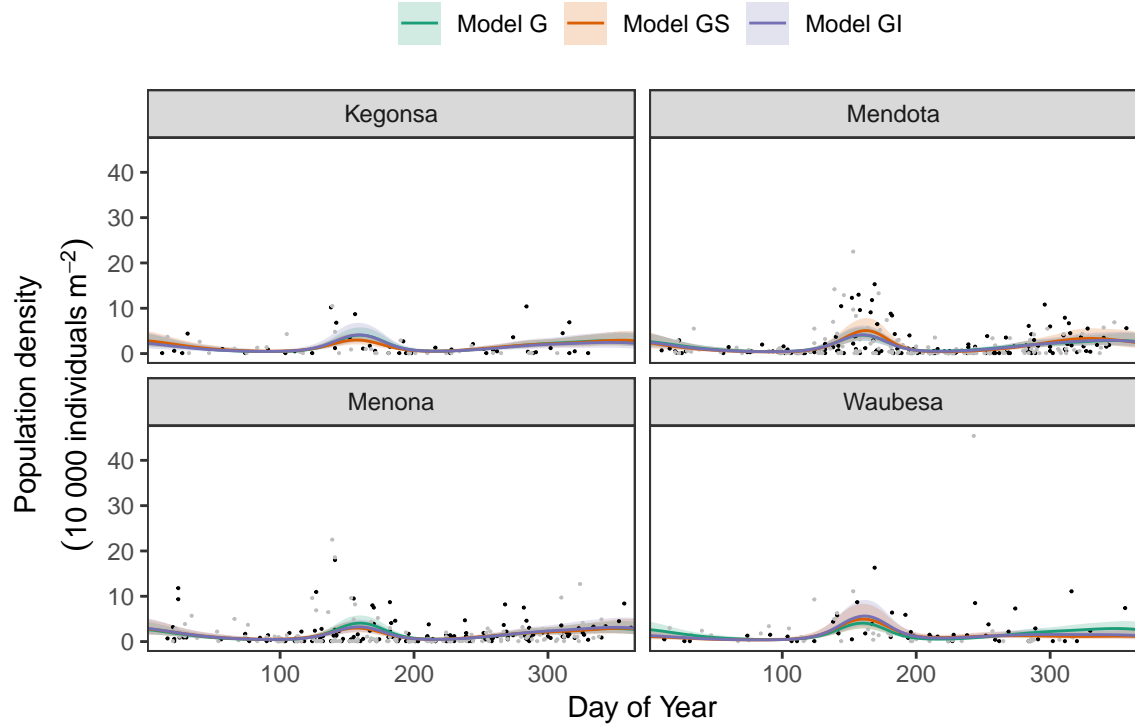 Model G Model GS Model GI
Kegonsa Mendota
40
30
20
10
0
Menona Waubesa
40
30
20
10
0
100 200 300 100 200 300
Day of Year
Population density
(10 000 individuals m⁻²)